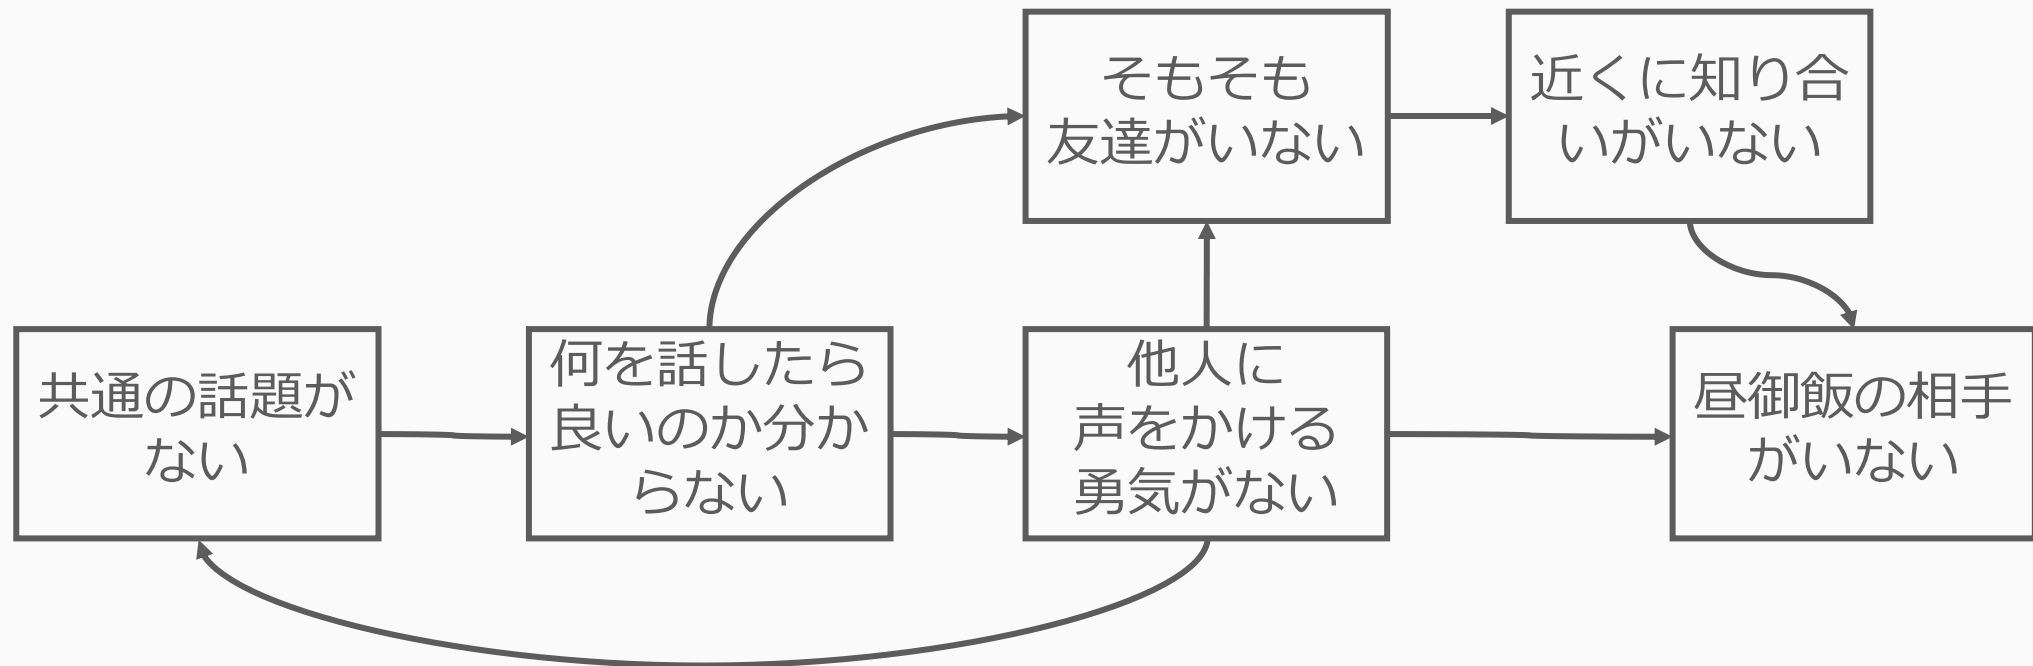 そもそも
友達がいない
近くに知り合
いがいない
共通の話題が
ない
何を話したら
良いのか分か
らない
他人に
声をかける
勇気がない
昼御飯の相手
がいない